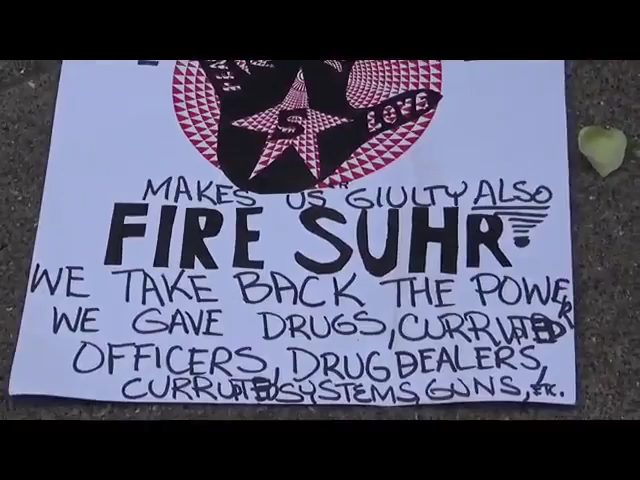 LOVE
S
MAKES US GIULTY ALSO
FIRE SUHR
WE TAKE BACK THE POWER
WE GAVE DRUGS, CURRUPTED
OFFICERS, DRUG DEALERS,
CURRUPTED SYSTEMS, GUNS, ETC.